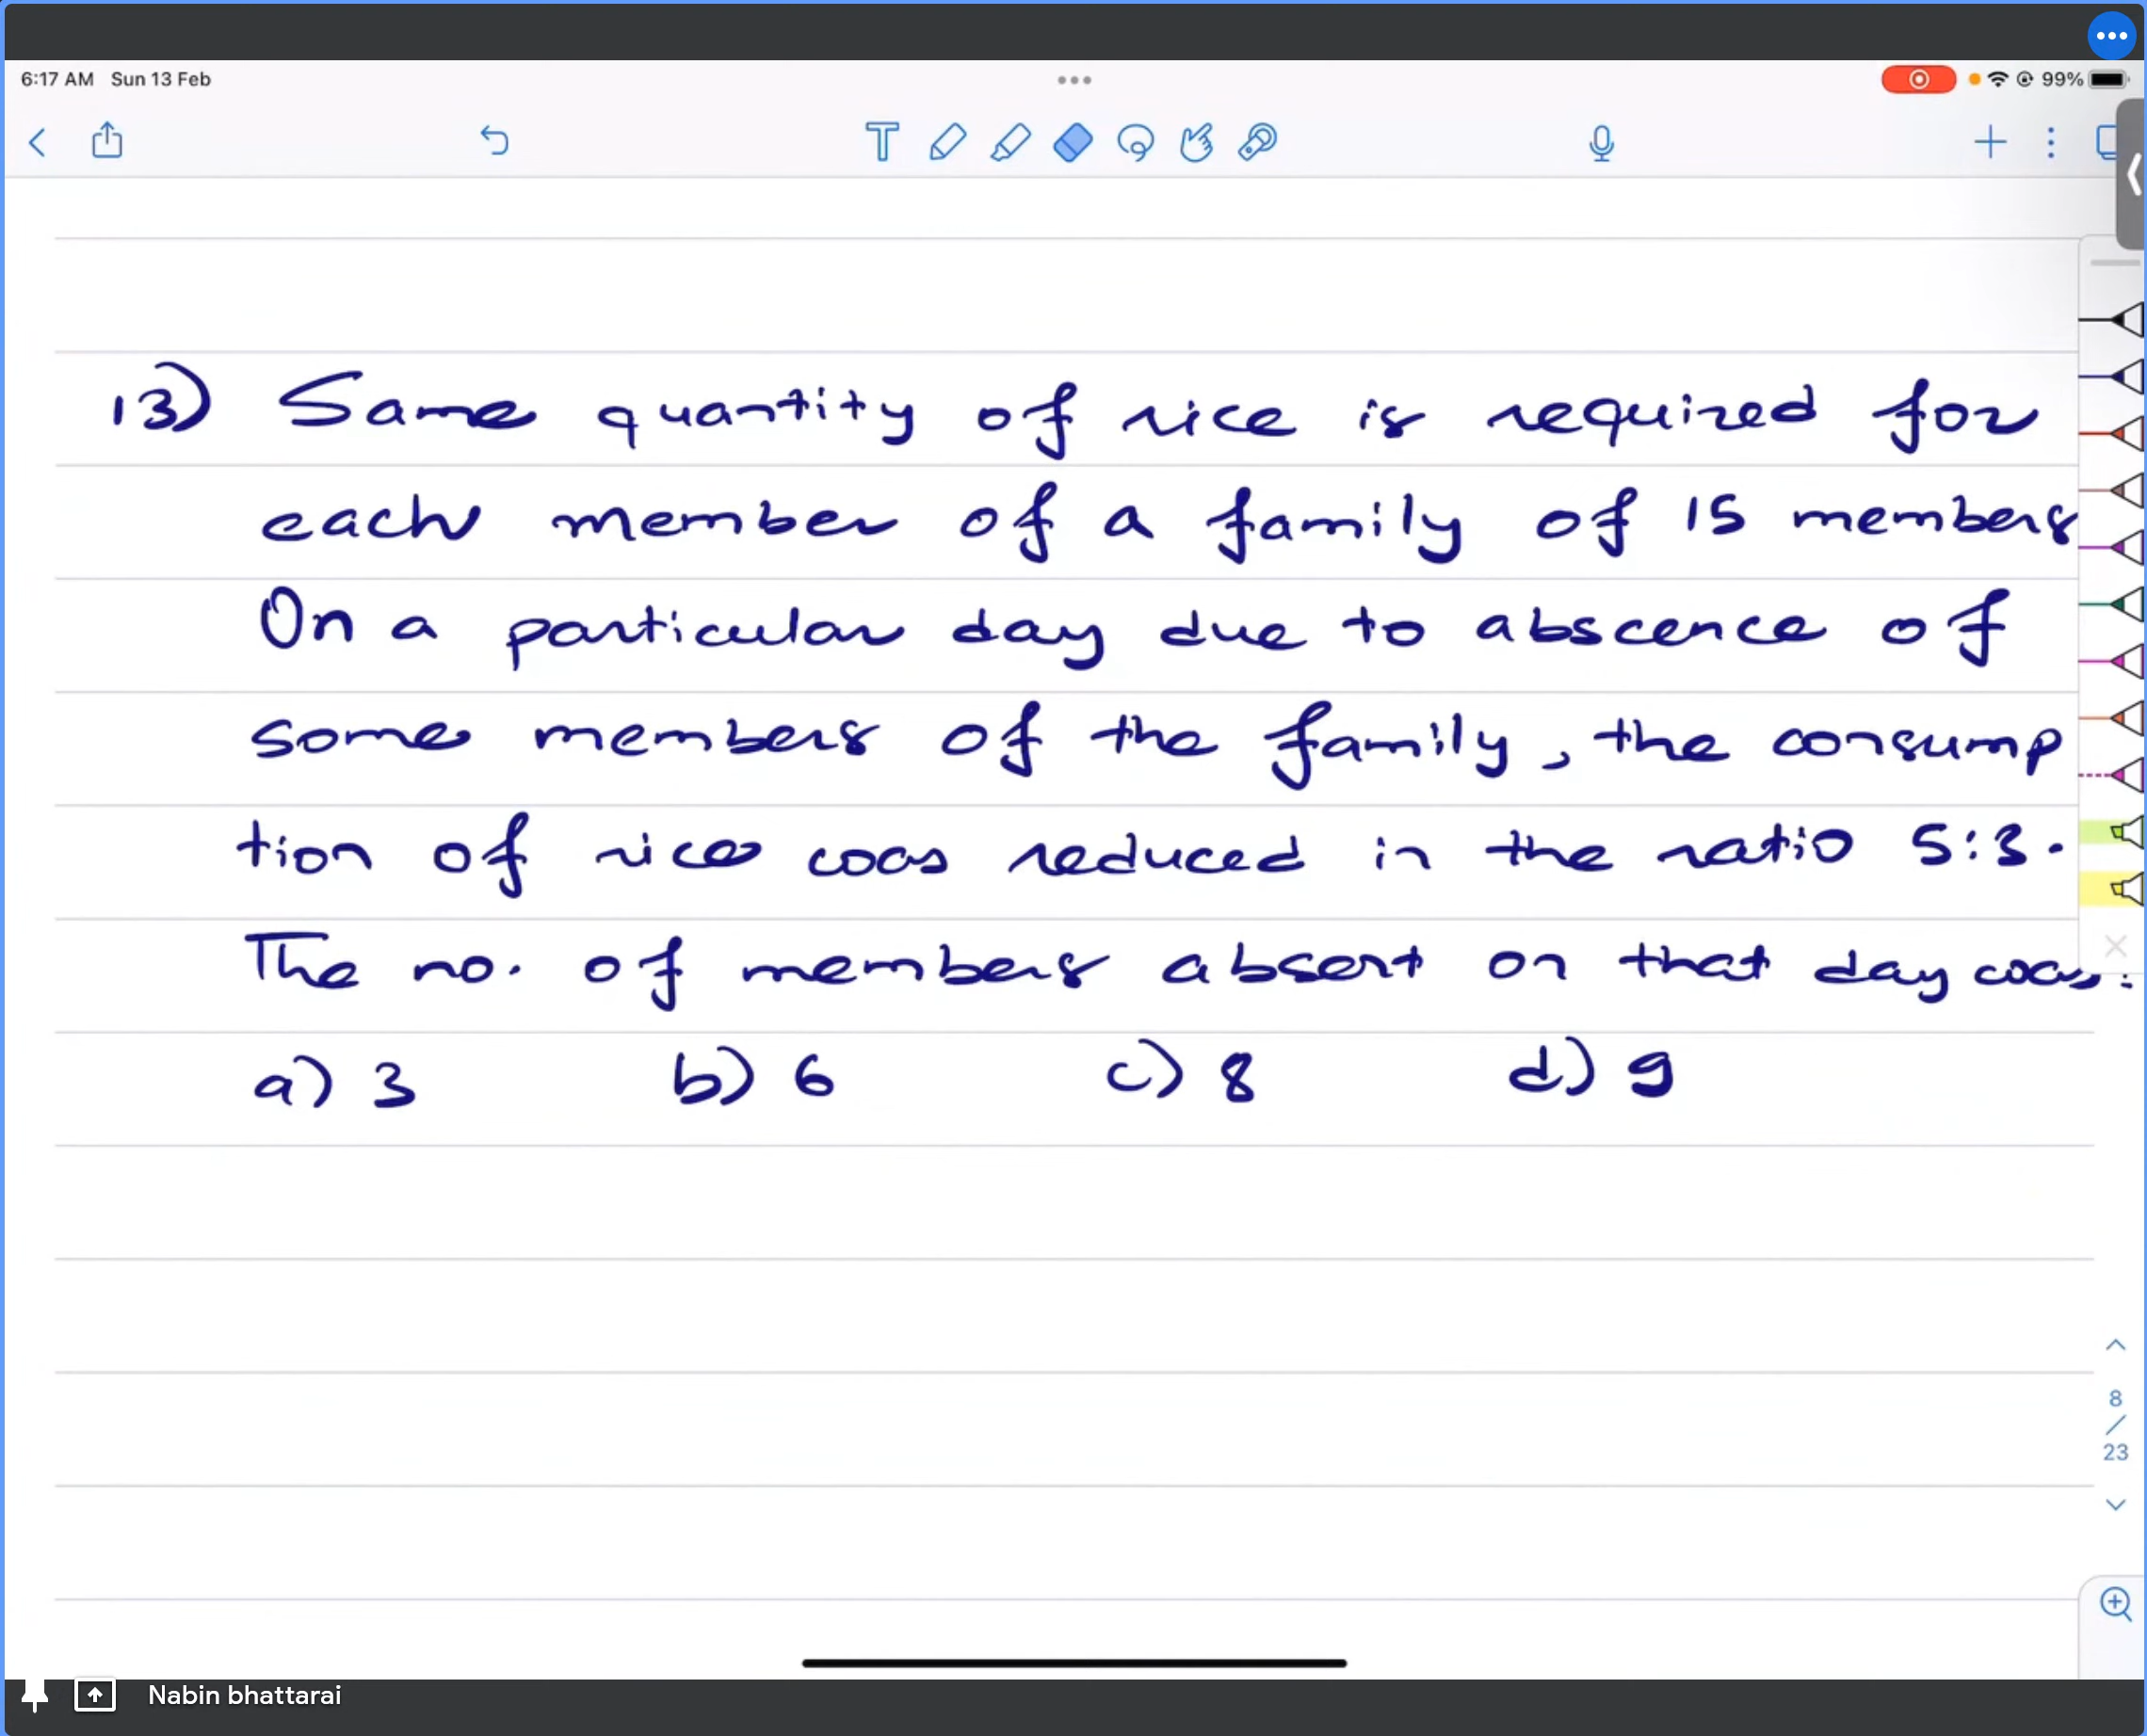 6:17 AM Sun 13 Feb
99%
13) Same quantity of rice is required for
each member of a family of 15 members
On a particular day due to abscence of
some members of the family, the consump
tion of rice was reduced in the ratio 5:3.
The no. of members absent on that day was:
a) 3 b) 6 c) 8 d) 9
8
/
23
Nabin bhattarai